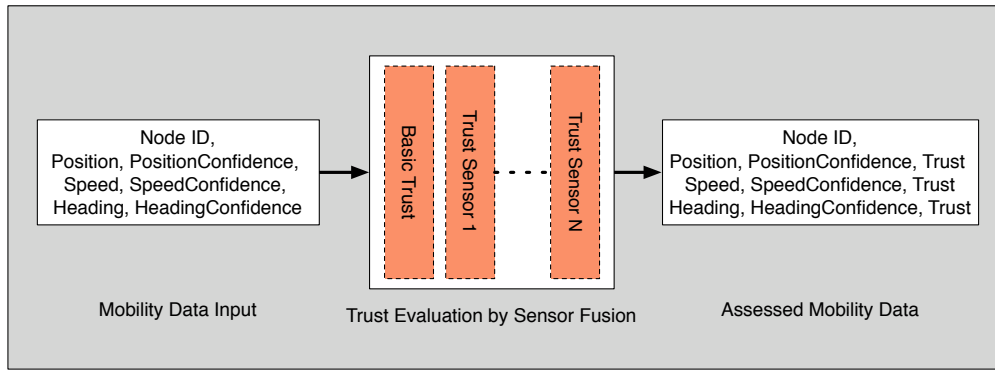 Node ID,
Position, PositionConfidence,
Speed, SpeedConfidence,
Heading, HeadingConfidence
Mobility Data Input
Basic Trust
Trust Sensor 1
Trust Sensor N
Trust Evaluation by Sensor Fusion
Node ID,
Position, PositionConfidence, Trust
Speed, SpeedConfidence, Trust
Heading, HeadingConfidence, Trust
Assessed Mobility Data